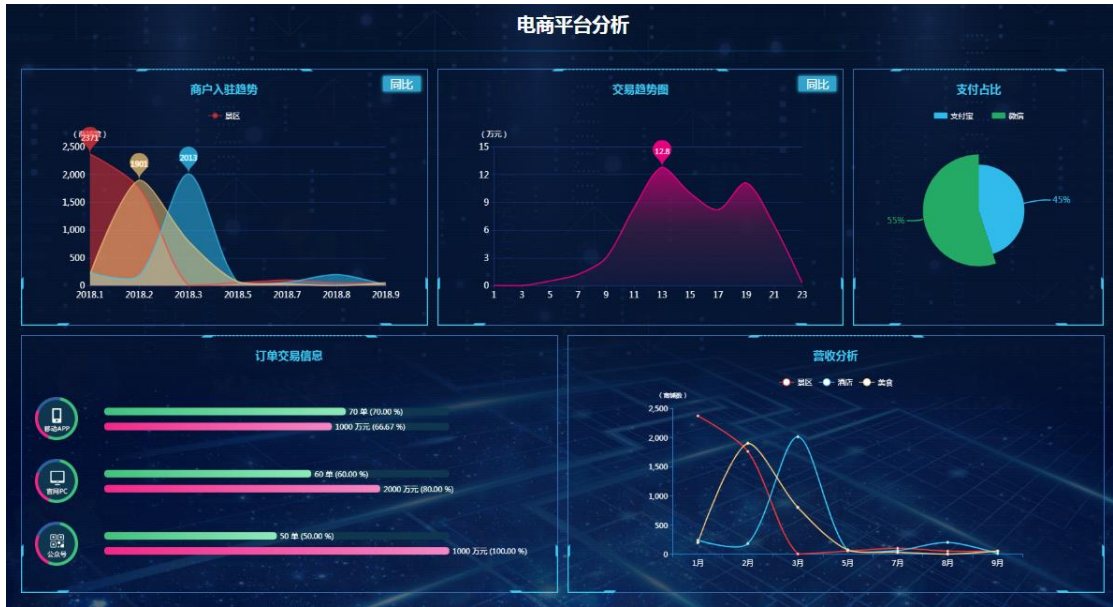 电商平台分析
商户入驻趋势
同比
景区
2371
2,500
2,000
1,500
1,000
500
0
1901
2013
2018.1 2018.2 2018.3 2018.5 2018.7 2018.8 2018.9
交易趋势图
同比
(万元)
15
12
9
6
3
0
12.8
1 3 5 7 9 11 13 15 17 19 21 23
支付占比
支付宝 微信
55%
45%
订单交易信息
移动APP
70 单 (70.00 %)
1000 万元 (66.67 %)
官网PC
60 单 (60.00 %)
2000 万元 (80.00 %)
公众号
50 单 (50.00 %)
1000 万元 (100.00 %)
营收分析
景区 酒店 美食
(商铺数)
2,500
2,000
1,500
1,000
500
0
1月 2月 3月 5月 7月 8月 9月